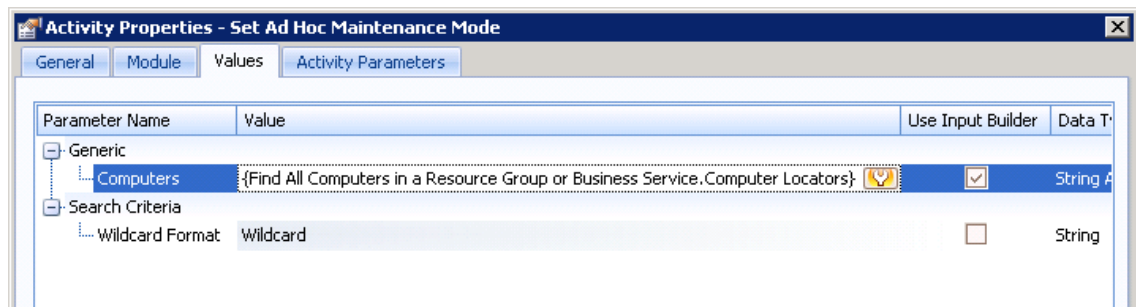 Activity Properties - Set Ad Hoc Maintenance Mode
General Module Values Activity Parameters
Parameter Name Value Use Input Builder Data T
Generic
Computers {Find All Computers in a Resource Group or Business Service.Computer Locators} String A
Search Criteria
Wildcard Format Wildcard String